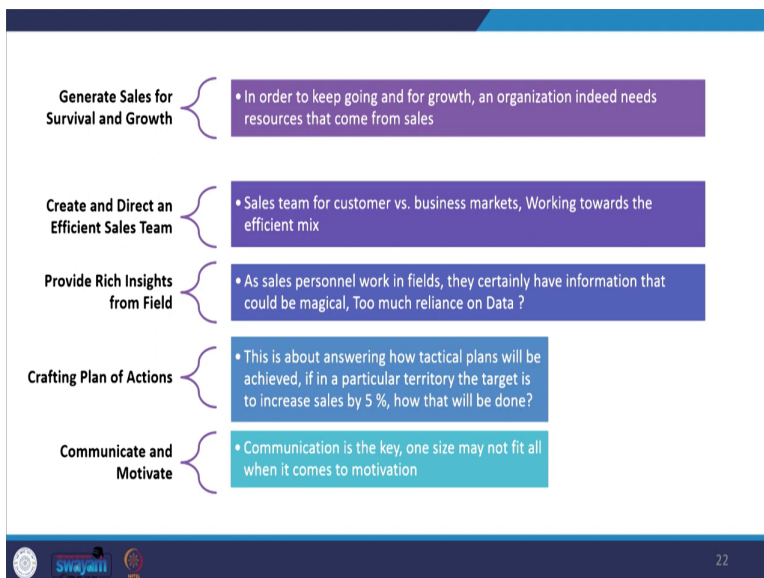 Generate Sales for
Survival and Growth
• In order to keep going and for growth, an organization indeed needs
resources that come from sales
Create and Direct an
Efficient Sales Team
• Sales team for customer vs. business markets, Working towards the
efficient mix
Provide Rich Insights
from Field
• As sales personnel work in fields, they certainly have information that
could be magical, Too much reliance on Data ?
Crafting Plan of Actions
• This is about answering how tactical plans will be
achieved, if in a particular territory the target is
to increase sales by 5 %, how that will be done?
Communicate and
Motivate
• Communication is the key, one size may not fit all
when it comes to motivation
swayam
22